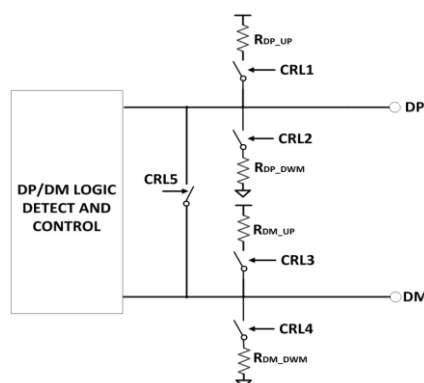 RDP_UP
CRL1
DP
CRL2
RDP_DWM
CRL5
DP/DM LOGIC
DETECT AND
CONTROL
RDM_UP
CRL3
DM
CRL4
RDM_DWM